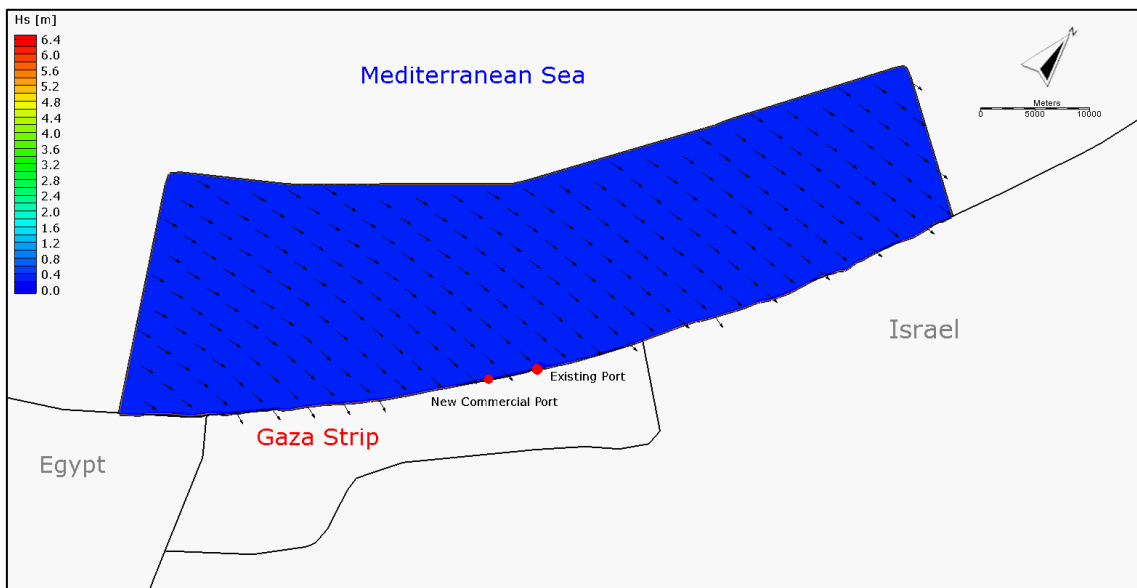 Hs [m]
6.4
6.0
5.6
5.2
4.8
4.4
4.0
3.6
3.2
2.8
2.4
2.0
1.6
1.2
0.8
0.4
0.0
Mediterranean Sea
N
Meters
0 5000 10000
Israel
Existing Port
New Commercial Port
Gaza Strip
Egypt